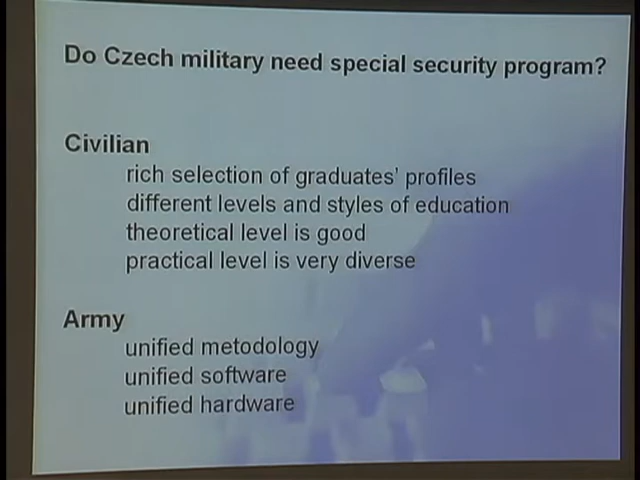 Do Czech military need special security program?
Civilian
rich selection of graduates' profiles
different levels and styles of education
theoretical level is good
practical level is very diverse
Army
unified metodology
unified software
unified hardware